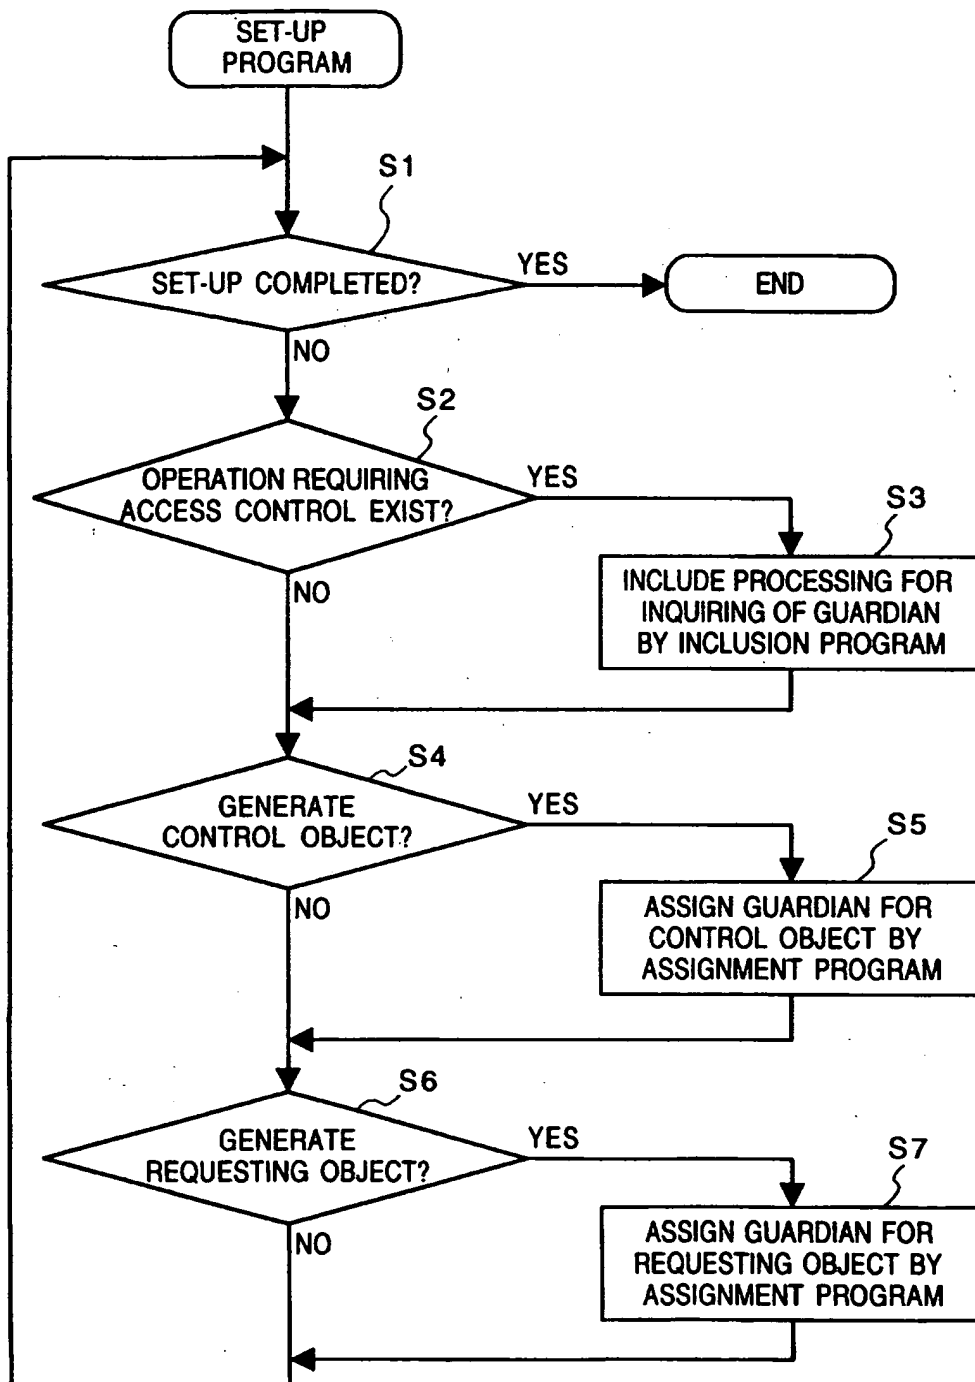 SET-UP
PROGRAM
S1
SET-UP COMPLETED?
YES
END
NO
S2
OPERATION REQUIRING
ACCESS CONTROL EXIST?
YES
S3
INCLUDE PROCESSING FOR
INQUIRING OF GUARDIAN
BY INCLUSION PROGRAM
NO
S4
GENERATE
CONTROL OBJECT?
YES
S5
ASSIGN GUARDIAN FOR
CONTROL OBJECT BY
ASSIGNMENT PROGRAM
NO
S6
GENERATE
REQUESTING OBJECT?
YES
S7
ASSIGN GUARDIAN FOR
REQUESTING OBJECT BY
ASSIGNMENT PROGRAM
NO